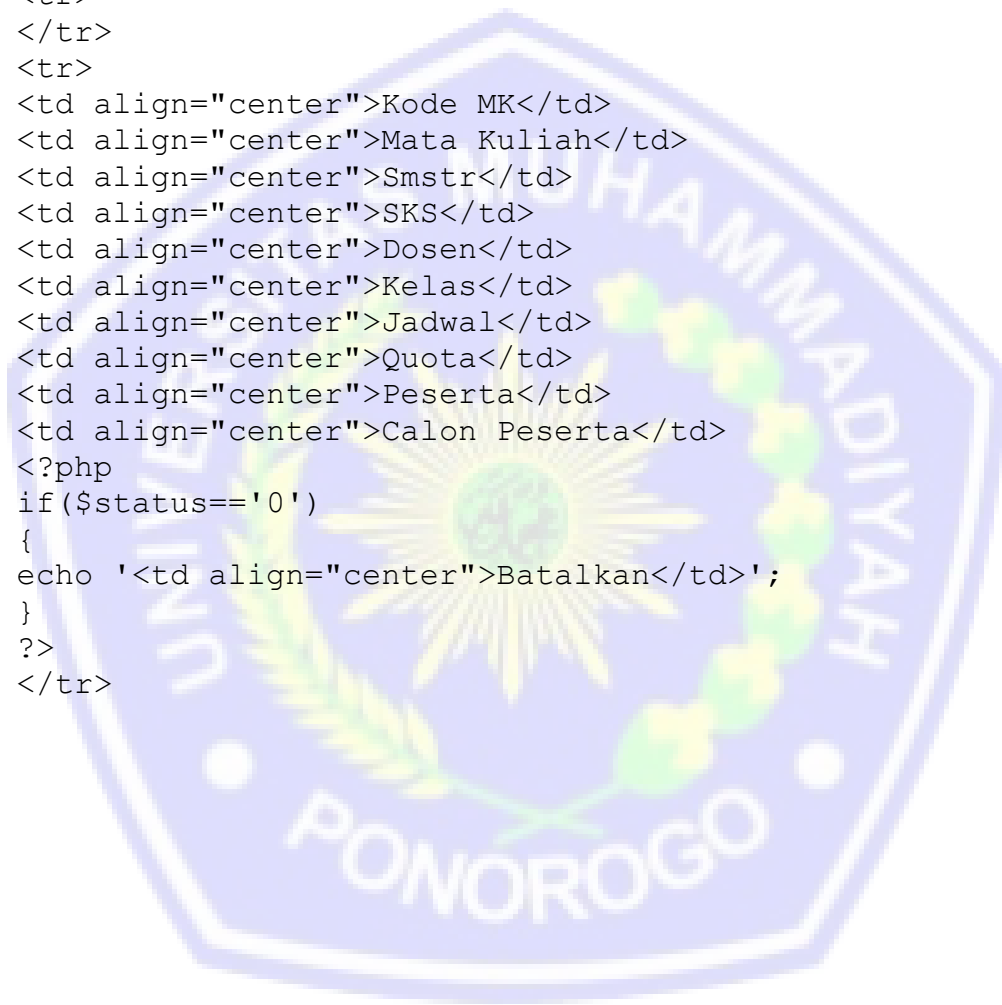 <tr>
</tr>
<tr>
<td align="center">Kode MK</td>
<td align="center">Mata Kuliah</td>
<td align="center">Smstr</td>
<td align="center">SKS</td>
<td align="center">Dosen</td>
<td align="center">Kelas</td>
<td align="center">Jadwal</td>
<td align="center">Quota</td>
<td align="center">Peserta</td>
<td align="center">Calon Peserta</td>
<?php
if($status=='0')
{
echo '<td align="center">Batalkan</td>';
}
?>
</tr>
UNIVERSITAS MUHAMMADIYAH
PONOROGO